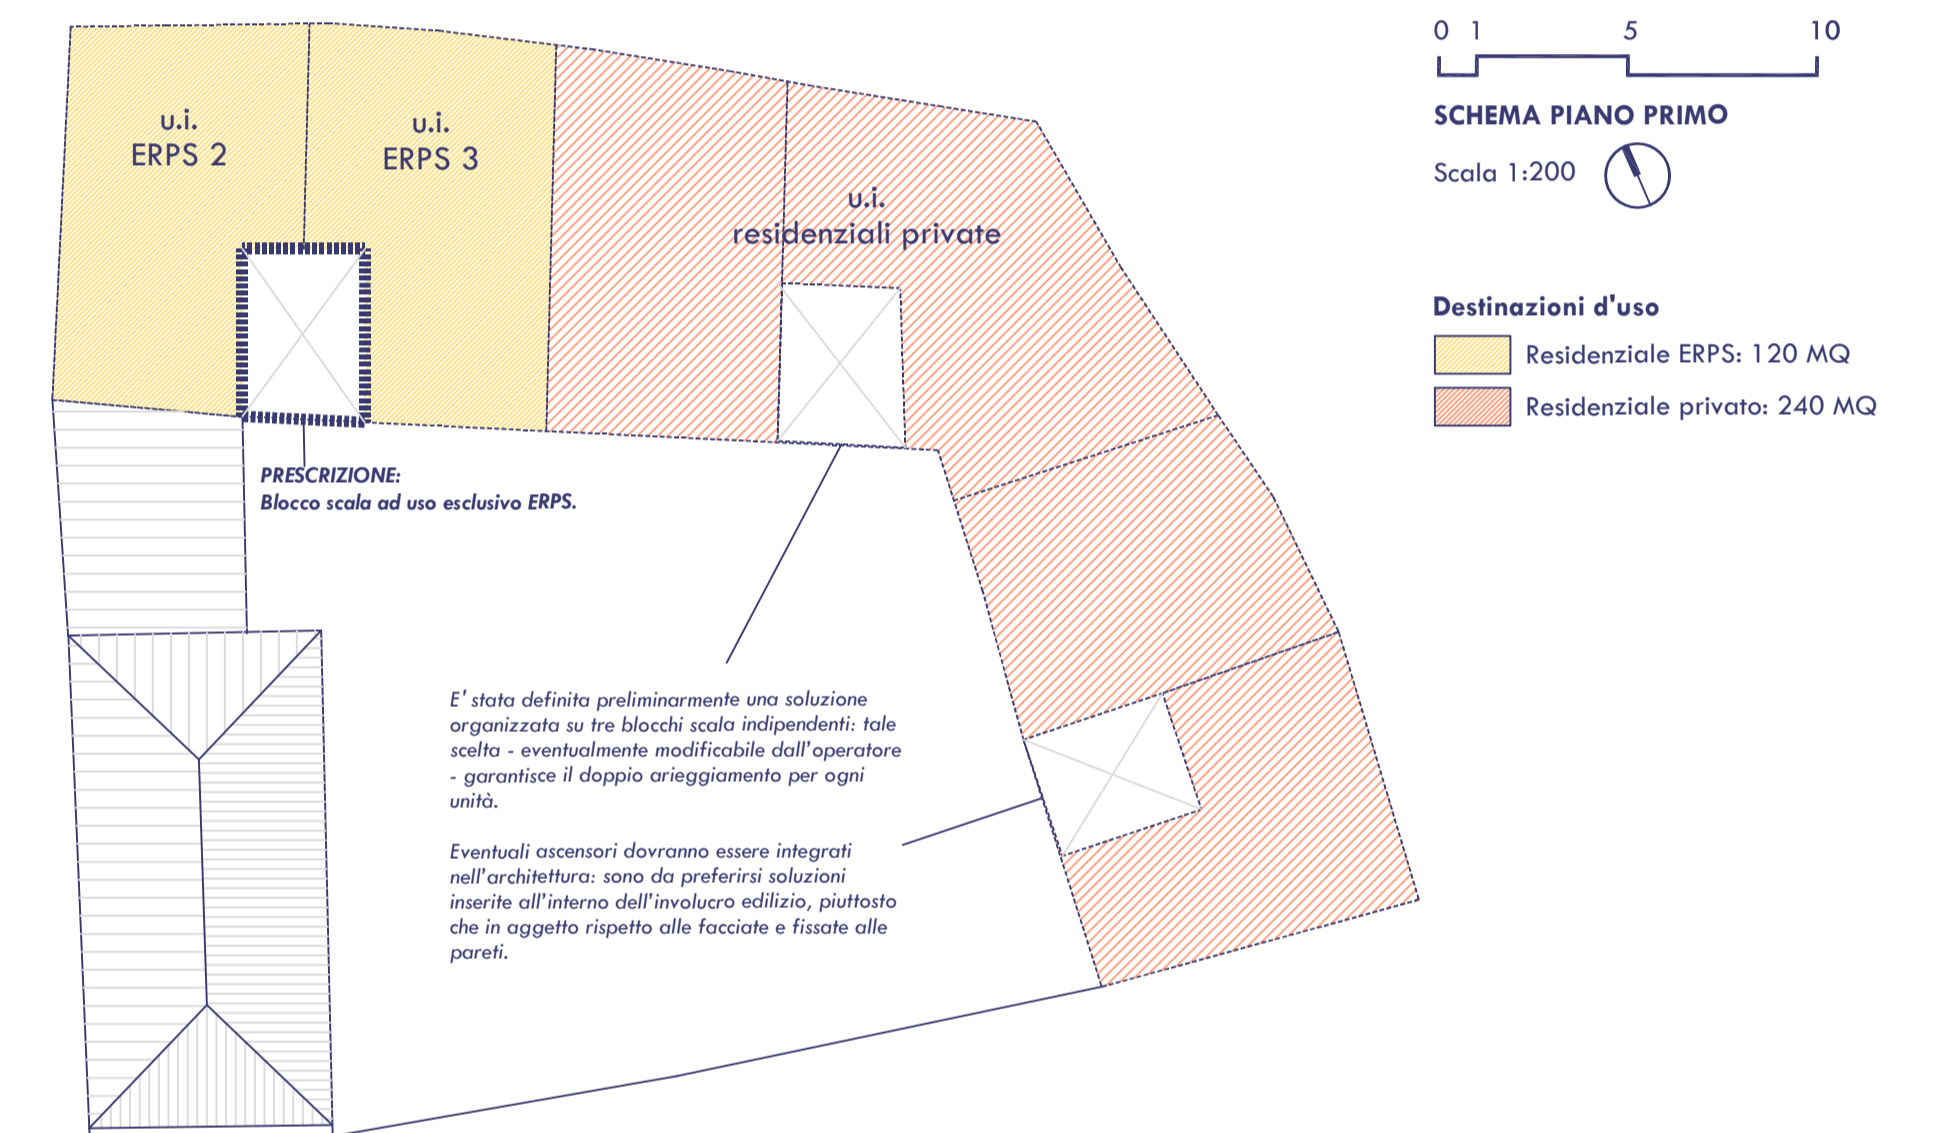 0 1 5 10
SCHEMA PIANO PRIMO
Scala 1:200
u.i.
ERPS 2
u.i.
ERPS 3
u.i.
residenziali private
Destinazioni d'uso
Residenziale ERPS: 120 MQ
Residenziale privato: 240 MQ
PRESCRIZIONE:
Blocco scala ad uso esclusivo ERPS.
E' stata definita preliminarmente una soluzione
organizzata su tre blocchi scala indipendenti: tale
scelta - eventualmente modificabile dall'operatore
- garantisce il doppio arieggiamento per ogni
unità.
Eventuali ascensori dovranno essere integrati
nell'architettura: sono da preferirsi soluzioni
inserite all'interno dell'involucro edilizio, piuttosto
che in aggetto rispetto alle facciate e fissate alle
pareti.